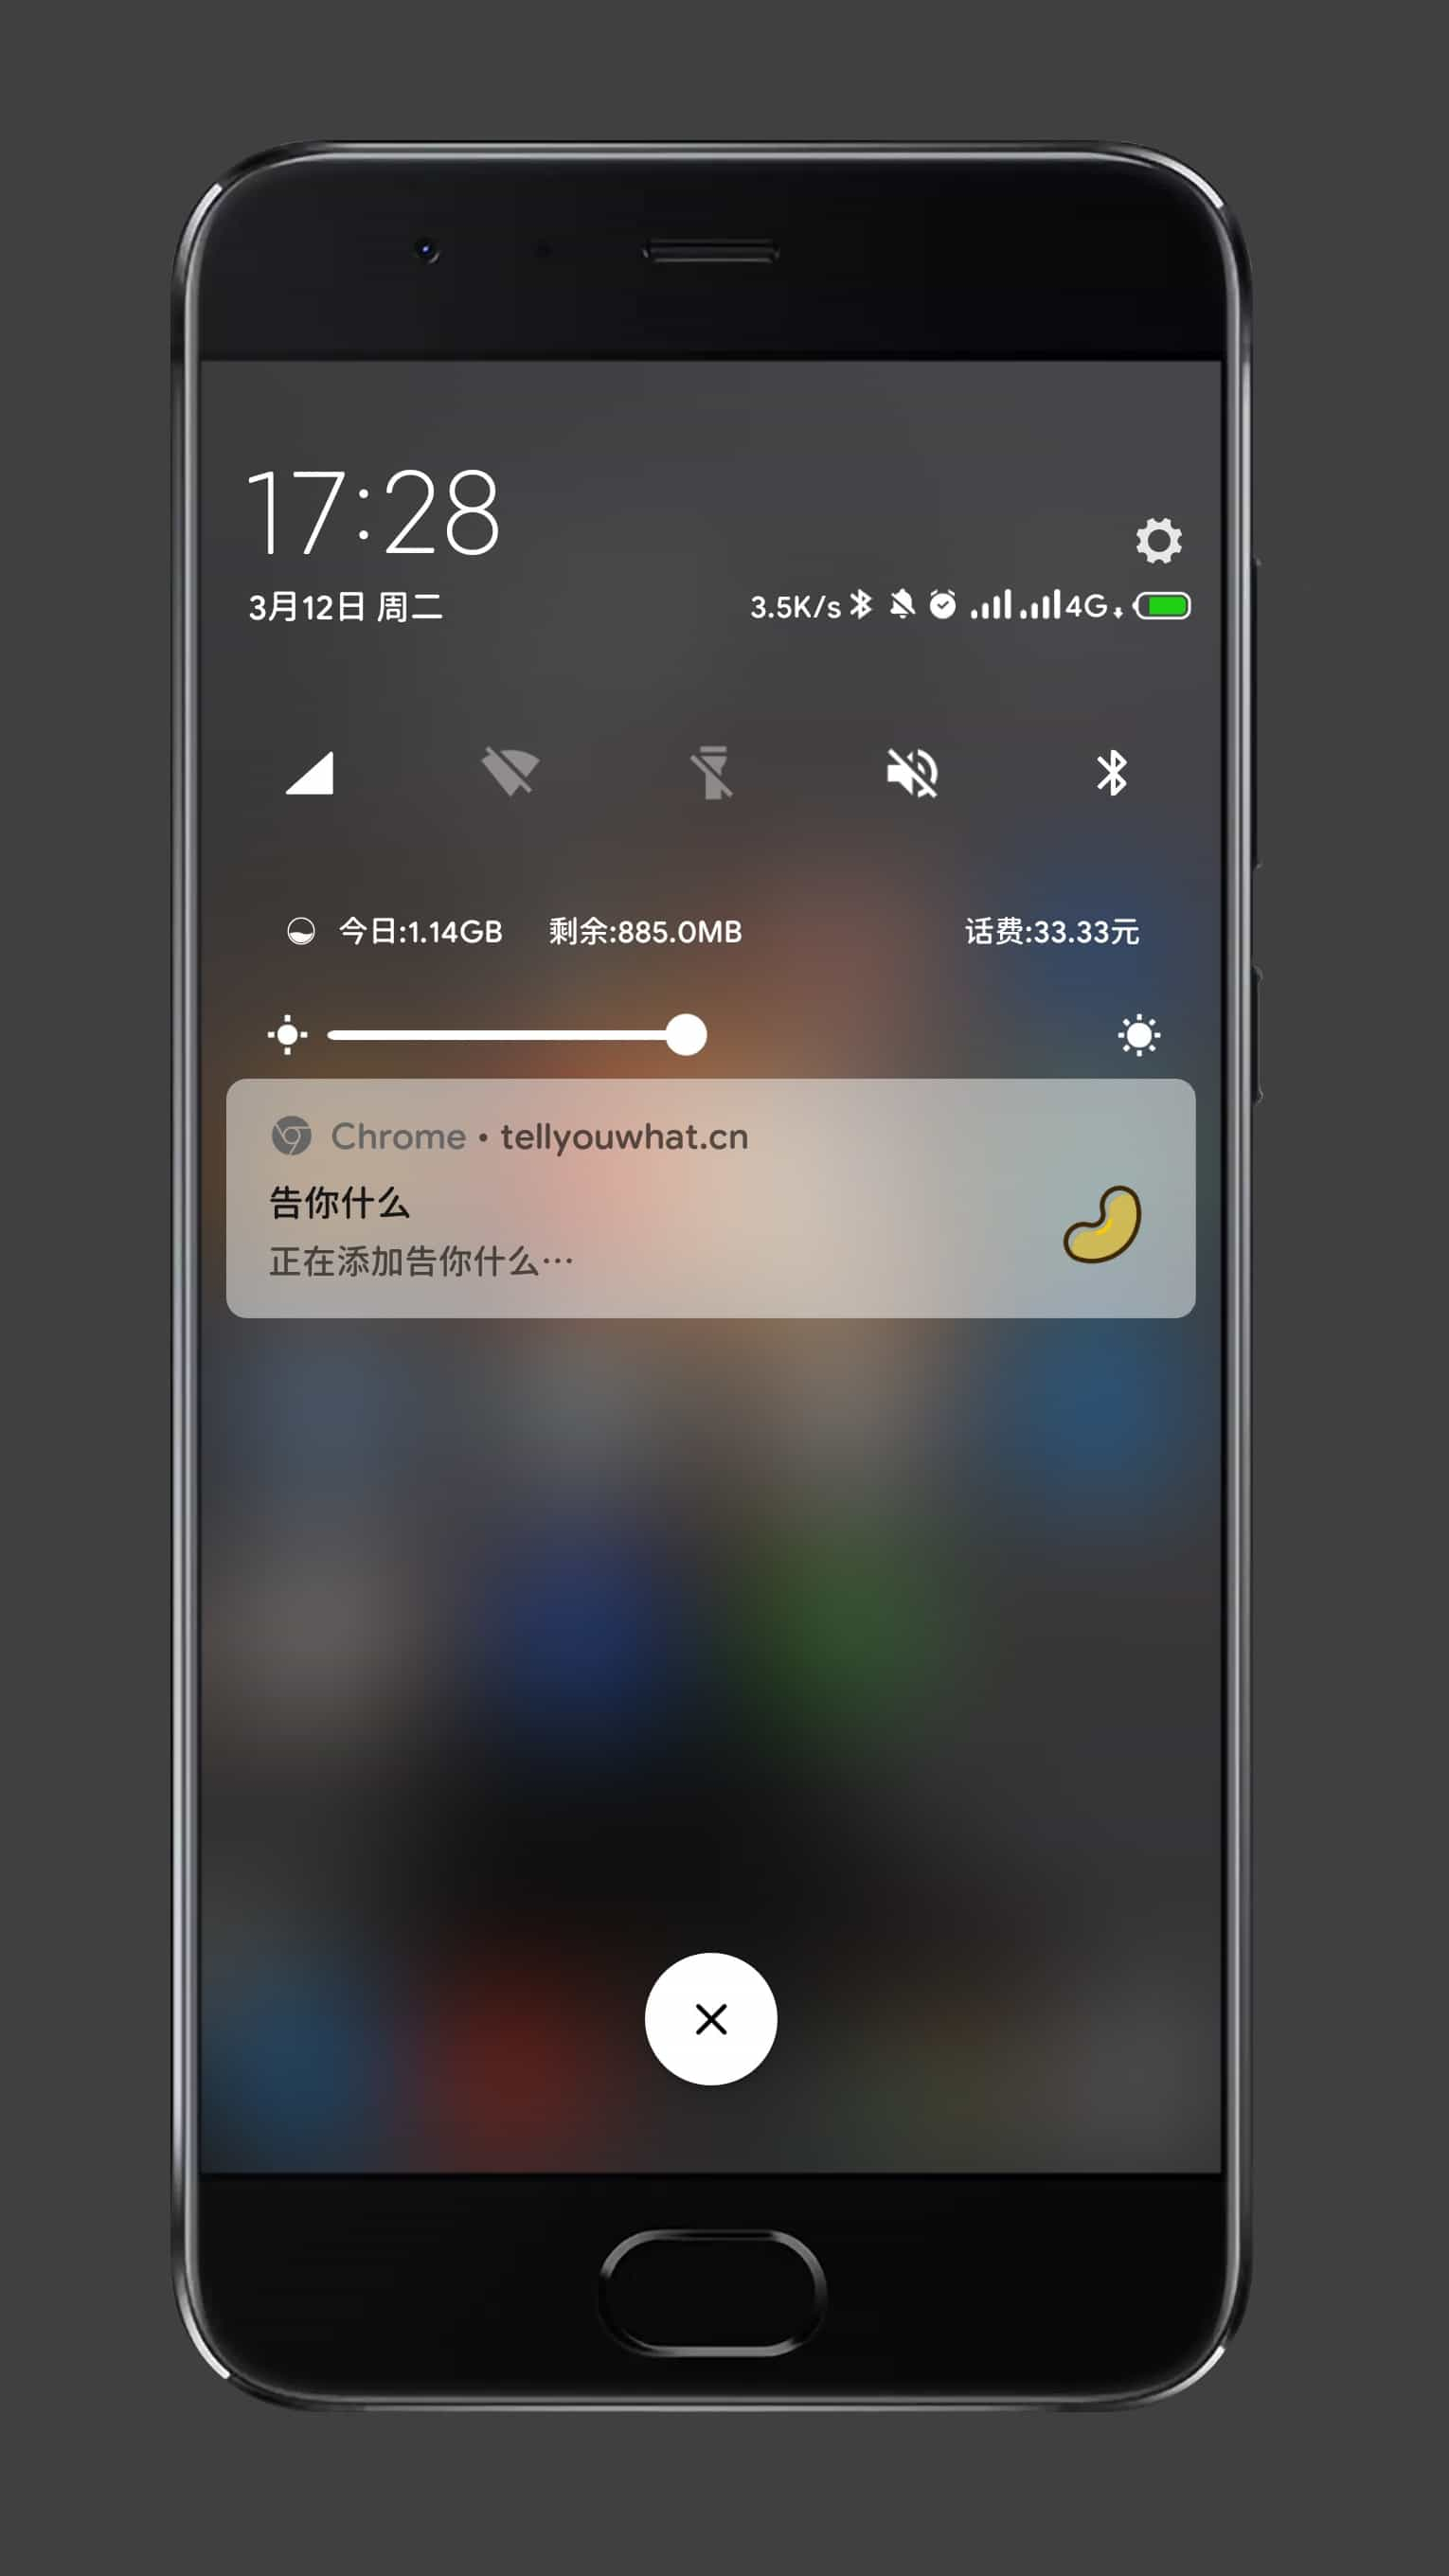 17:28
3月12日 周二
3.5K/s 4G
今日:1.14GB 剩余:885.0MB 话费:33.33元
Chrome • tellyouwhat.cn
告你什么
正在添加告你什么…